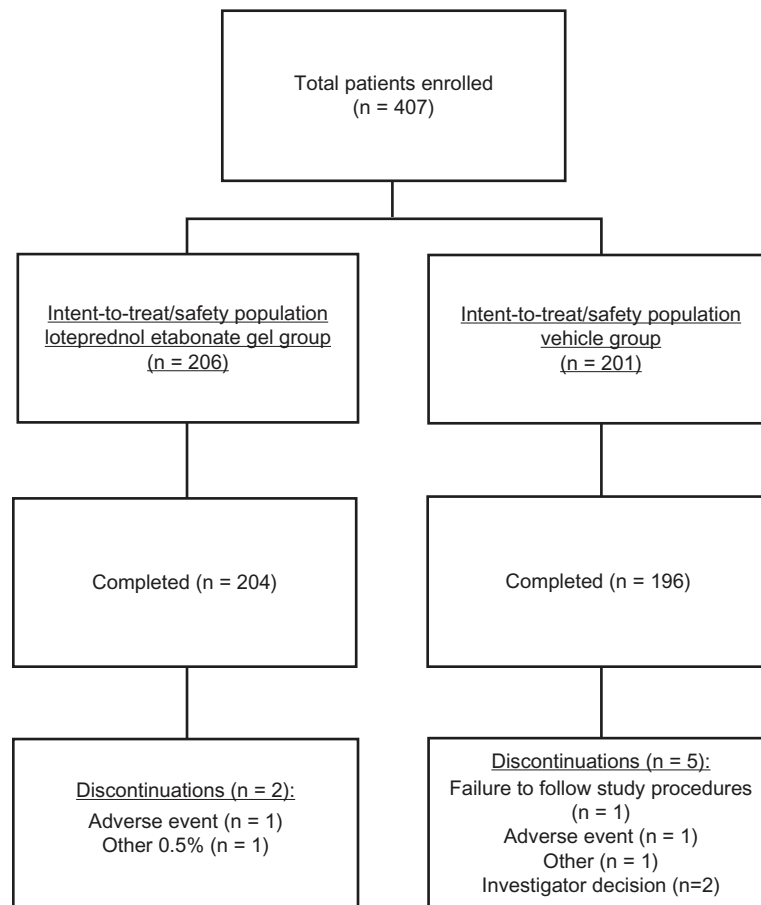 Total patients enrolled
(n = 407)
Intent-to-treat/safety population
loteprednol etabonate gel group
(n = 206)
Intent-to-treat/safety population
vehicle group
(n = 201)
Completed (n = 204)
Completed (n = 196)
Discontinuations (n = 2):
Adverse event (n = 1)
Other 0.5% (n = 1)
Discontinuations (n = 5):
Failure to follow study procedures
(n = 1)
Adverse event (n = 1)
Other (n = 1)
Investigator decision (n=2)